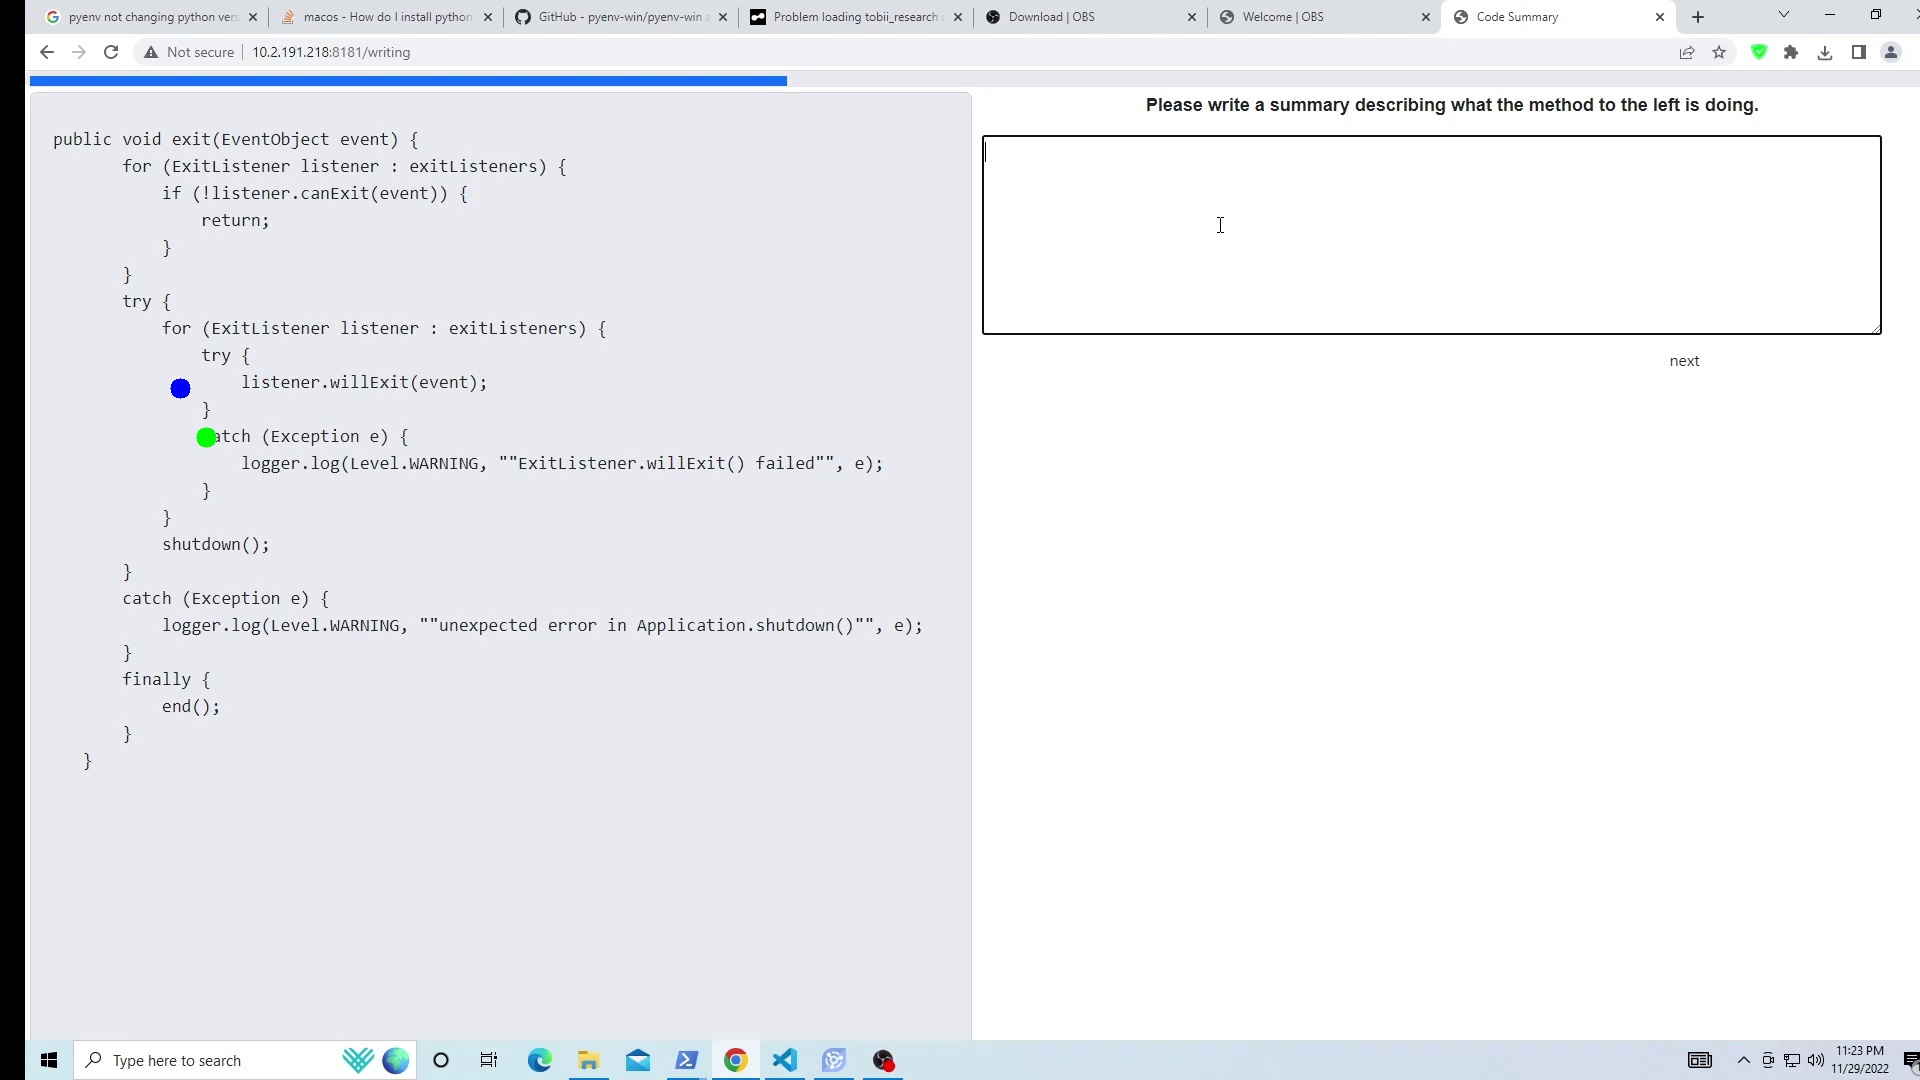 pyenv not changing python vers
macos - How do I install python
GitHub - pyenv-win/pyenv-win
Problem loading tobii_research
Download | OBS
Welcome | OBS
Code Summary
Not secure
10.2.191.218:8181/writing
Please write a summary describing what the method to the left is doing.
public void exit(EventObject event) {
for (ExitListener listener : exitListeners) {
if (!listener.canExit(event)) {
return;
}
}
try {
for (ExitListener listener : exitListeners) {
try {
listener.willExit(event);
}
atch (Exception e) {
logger.log(Level.WARNING, ""ExitListener.willExit() failed"", e);
}
}
shutdown();
}
catch (Exception e) {
logger.log(Level.WARNING, ""unexpected error in Application.shutdown()"", e);
}
finally {
end();
}
}
next
Type here to search
11:23 PM
11/29/2022